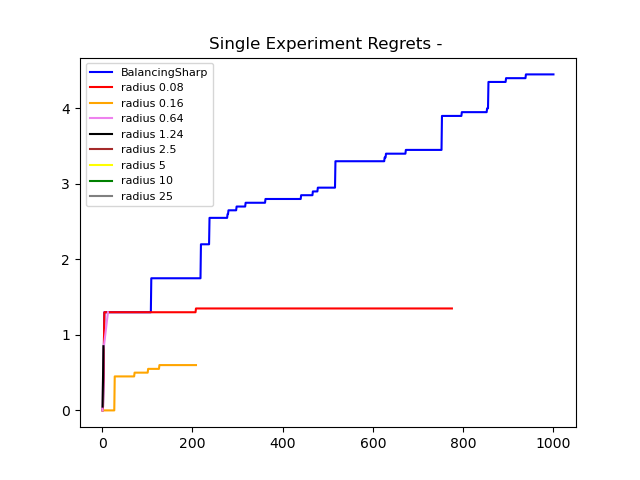 Single Experiment Regrets -
BalancingSharp
radius 0.08
radius 0.16
radius 0.64
radius 1.24
radius 2.5
radius 5
radius 10
radius 25
4
3
2
1
0
0 200 400 600 800 1000